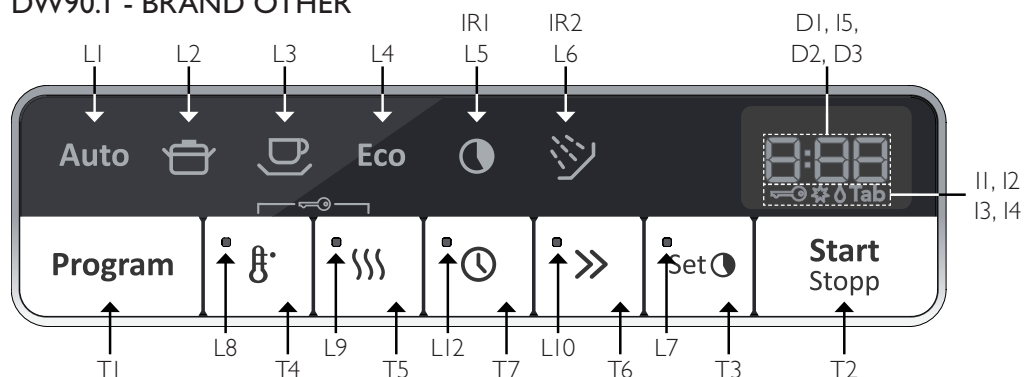 DW90.1 - BRAND OTHER
IR1 IR2 D1, I5,
L1 L2 L3 L4 L5 L6 D2, D3
Auto Eco 8:88
Tab I1, I2
I3, I4
Program Set Start
Stopp
L8 L9 L12 L10 L7
T1 T4 T5 T7 T6 T3 T2